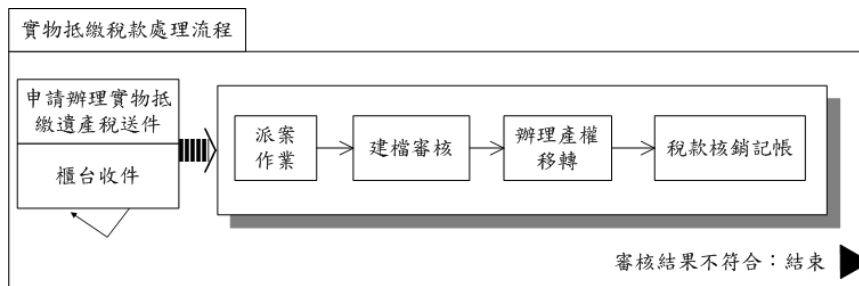 實物抵繳稅款處理流程
申請辦理實物抵
繳遺產稅送件
櫃台收件
派案
作業
建檔審核
辦理產權
移轉
稅款核銷記帳
審核結果不符合：結束